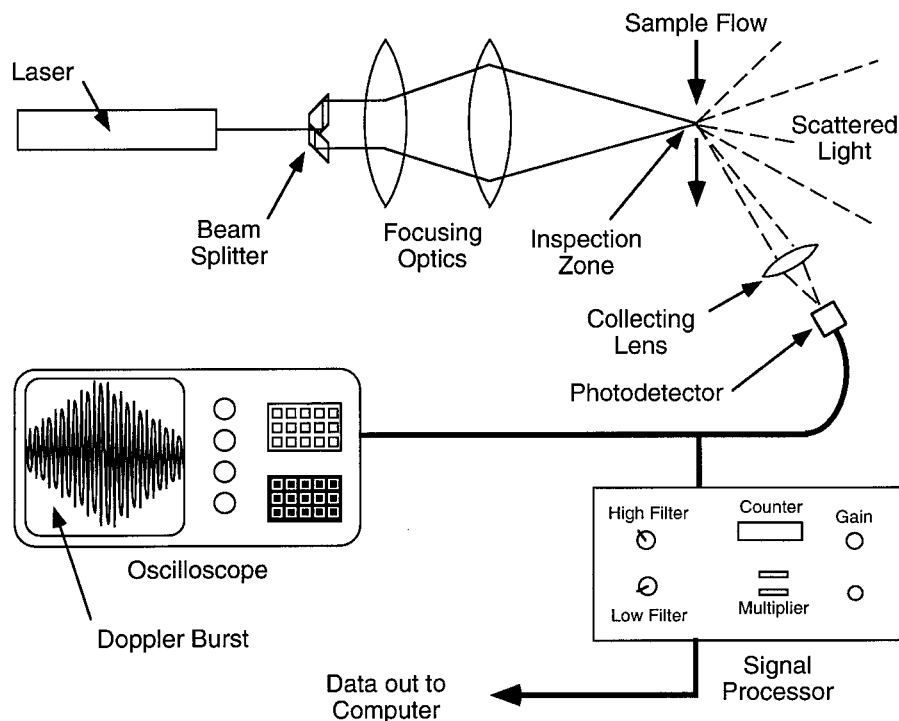 Sample Flow
Laser
Scattered
Light
Beam
Splitter
Focusing
Optics
Inspection
Zone
Collecting
Lens
Photodetector
High Filter
Counter
Gain
Low Filter
Multiplier
Oscilloscope
Doppler Burst
Signal
Processor
Data out to
Computer